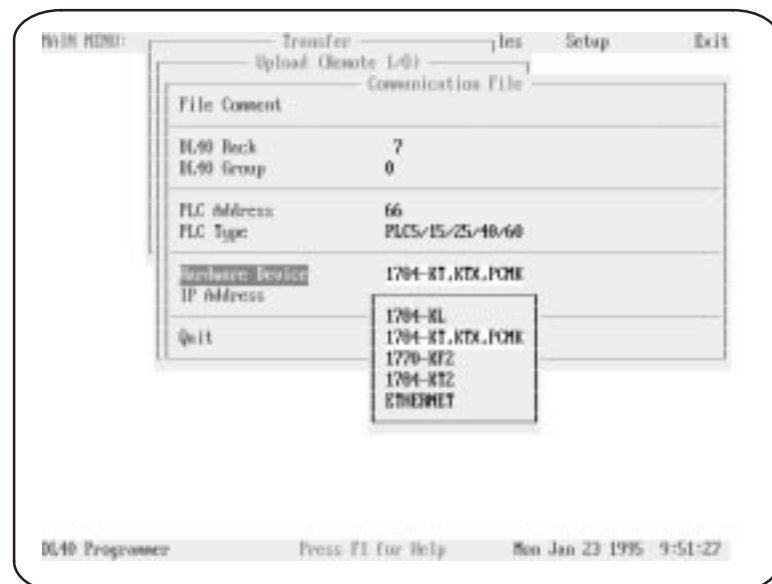 MAIN MENU: Transfer les Setup Exit
Upload (Remote I/O)
Communication File
File Comment
DL40 Rack 7
DL40 Group 0
PLC Address 66
PLC Type PLC5/15/25/40/60
Hardware Device 1784-KT,KTX,PCMK
IP Address
1784-KL
Quit 1784-KT,KTX,PCMK
1770-KF2
1784-KT2
ETHERNET
DL40 Programmer Press F1 for Help Mon Jan 23 1995 9:51:27